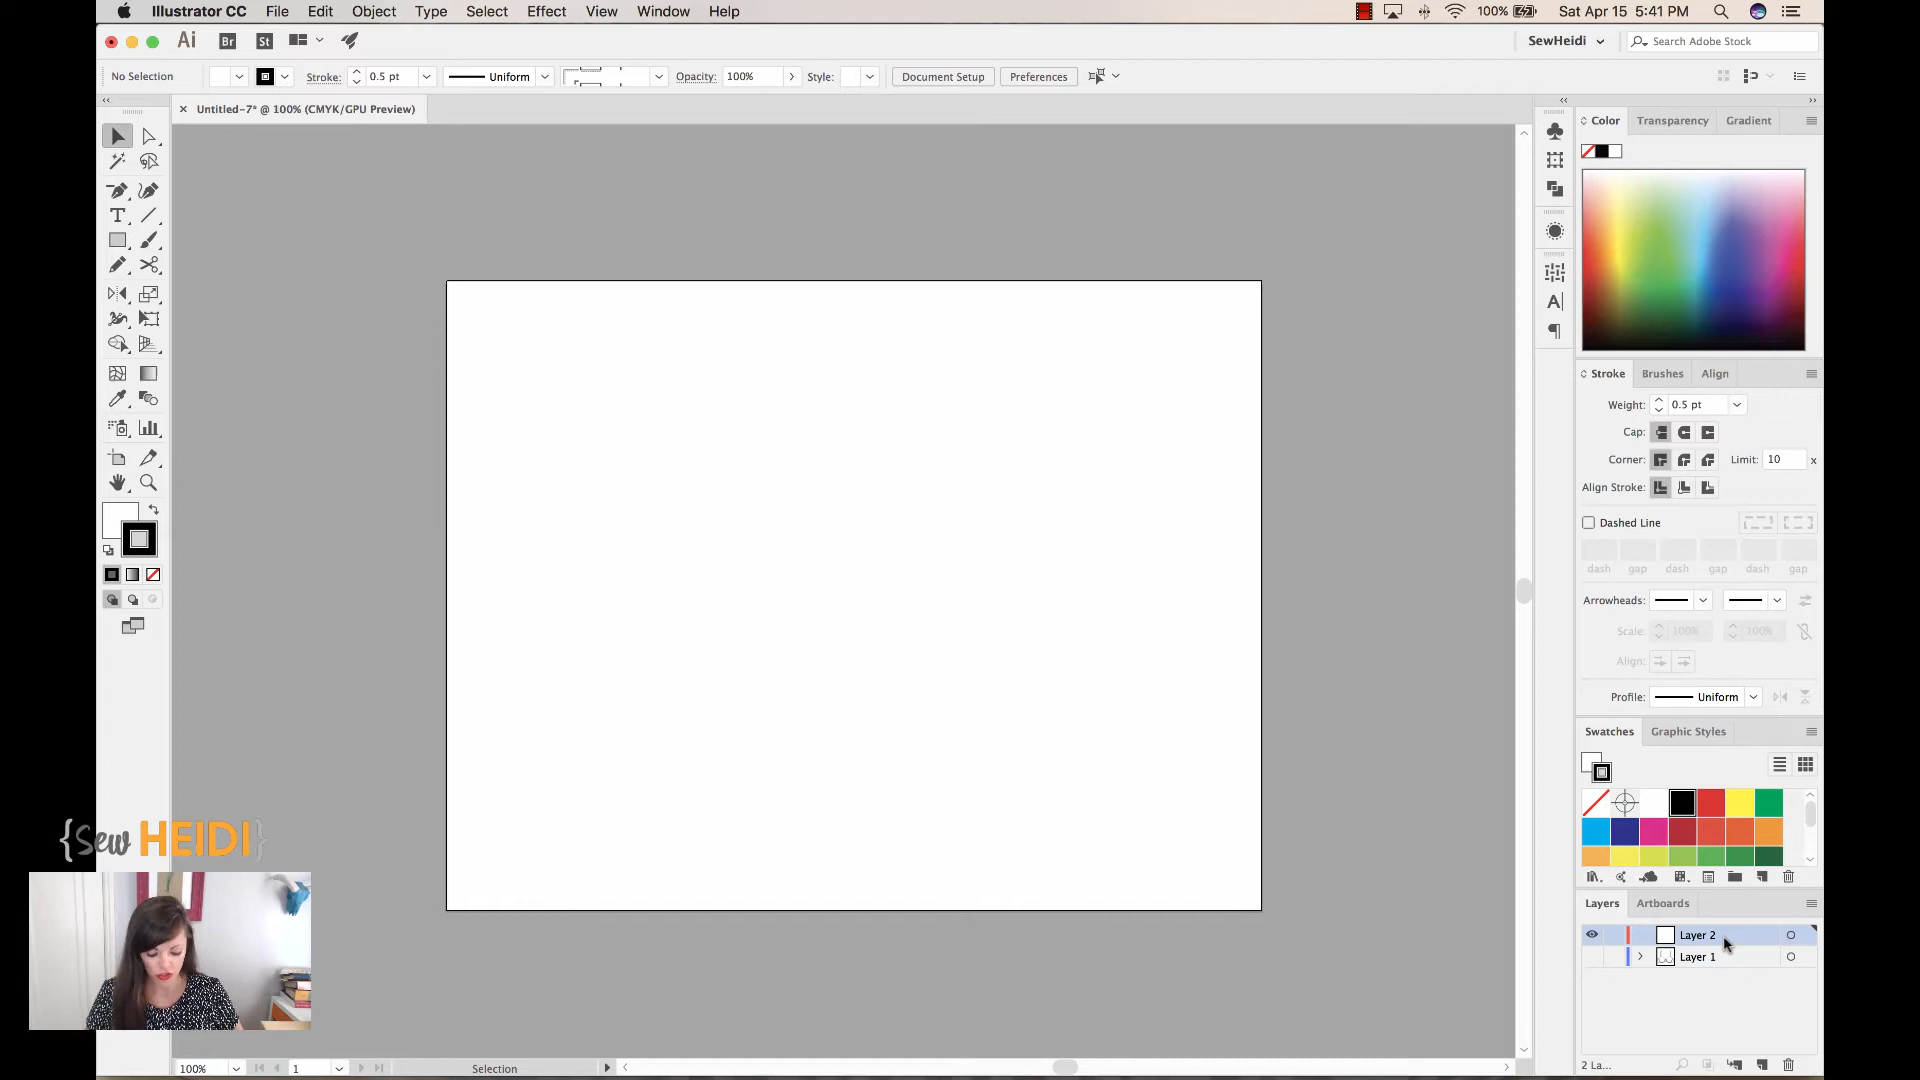 Illustrator CC File Edit Object Type Select Effect View Window Help 100% Sat Apr 15 5:41 PM
Ai Br St SewHeidi Search Adobe Stock
No Selection Stroke: 0.5 pt Uniform Opacity: 100% Style: Document Setup Preferences
Untitled-7* @ 100% (CMYK/GPU Preview)
Color Transparency Gradient
Stroke Brushes Align
Weight: 0.5 pt
Cap:
Corner: Limit: 10 x
Align Stroke:
Dashed Line
dash gap dash gap dash gap
Arrowheads:
Scale: 100% 100%
Align:
Profile: Uniform
Swatches Graphic Styles
{Sew HEIDI}
Layers Artboards
Layer 2
Layer 1
2 La...
100% 1 Selection